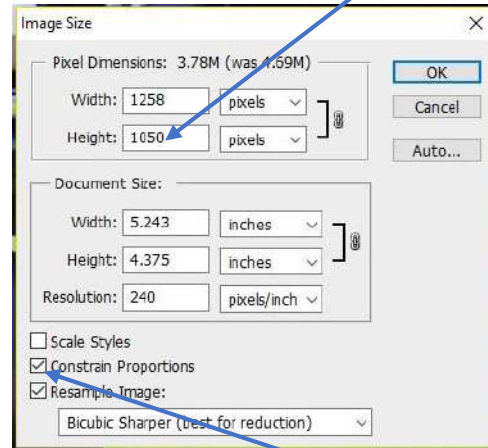 Image Size
Pixel Dimensions: 3.78M (was 4.69M)
Width: 1258 pixels
Height: 1050 pixels
Document Size:
Width: 5.243 inches
Height: 4.375 inches
Resolution: 240 pixels/inch
Scale Styles
Constrain Proportions
Resample Image:
Bicubic Sharper (best for reduction)
OK
Cancel
Auto...